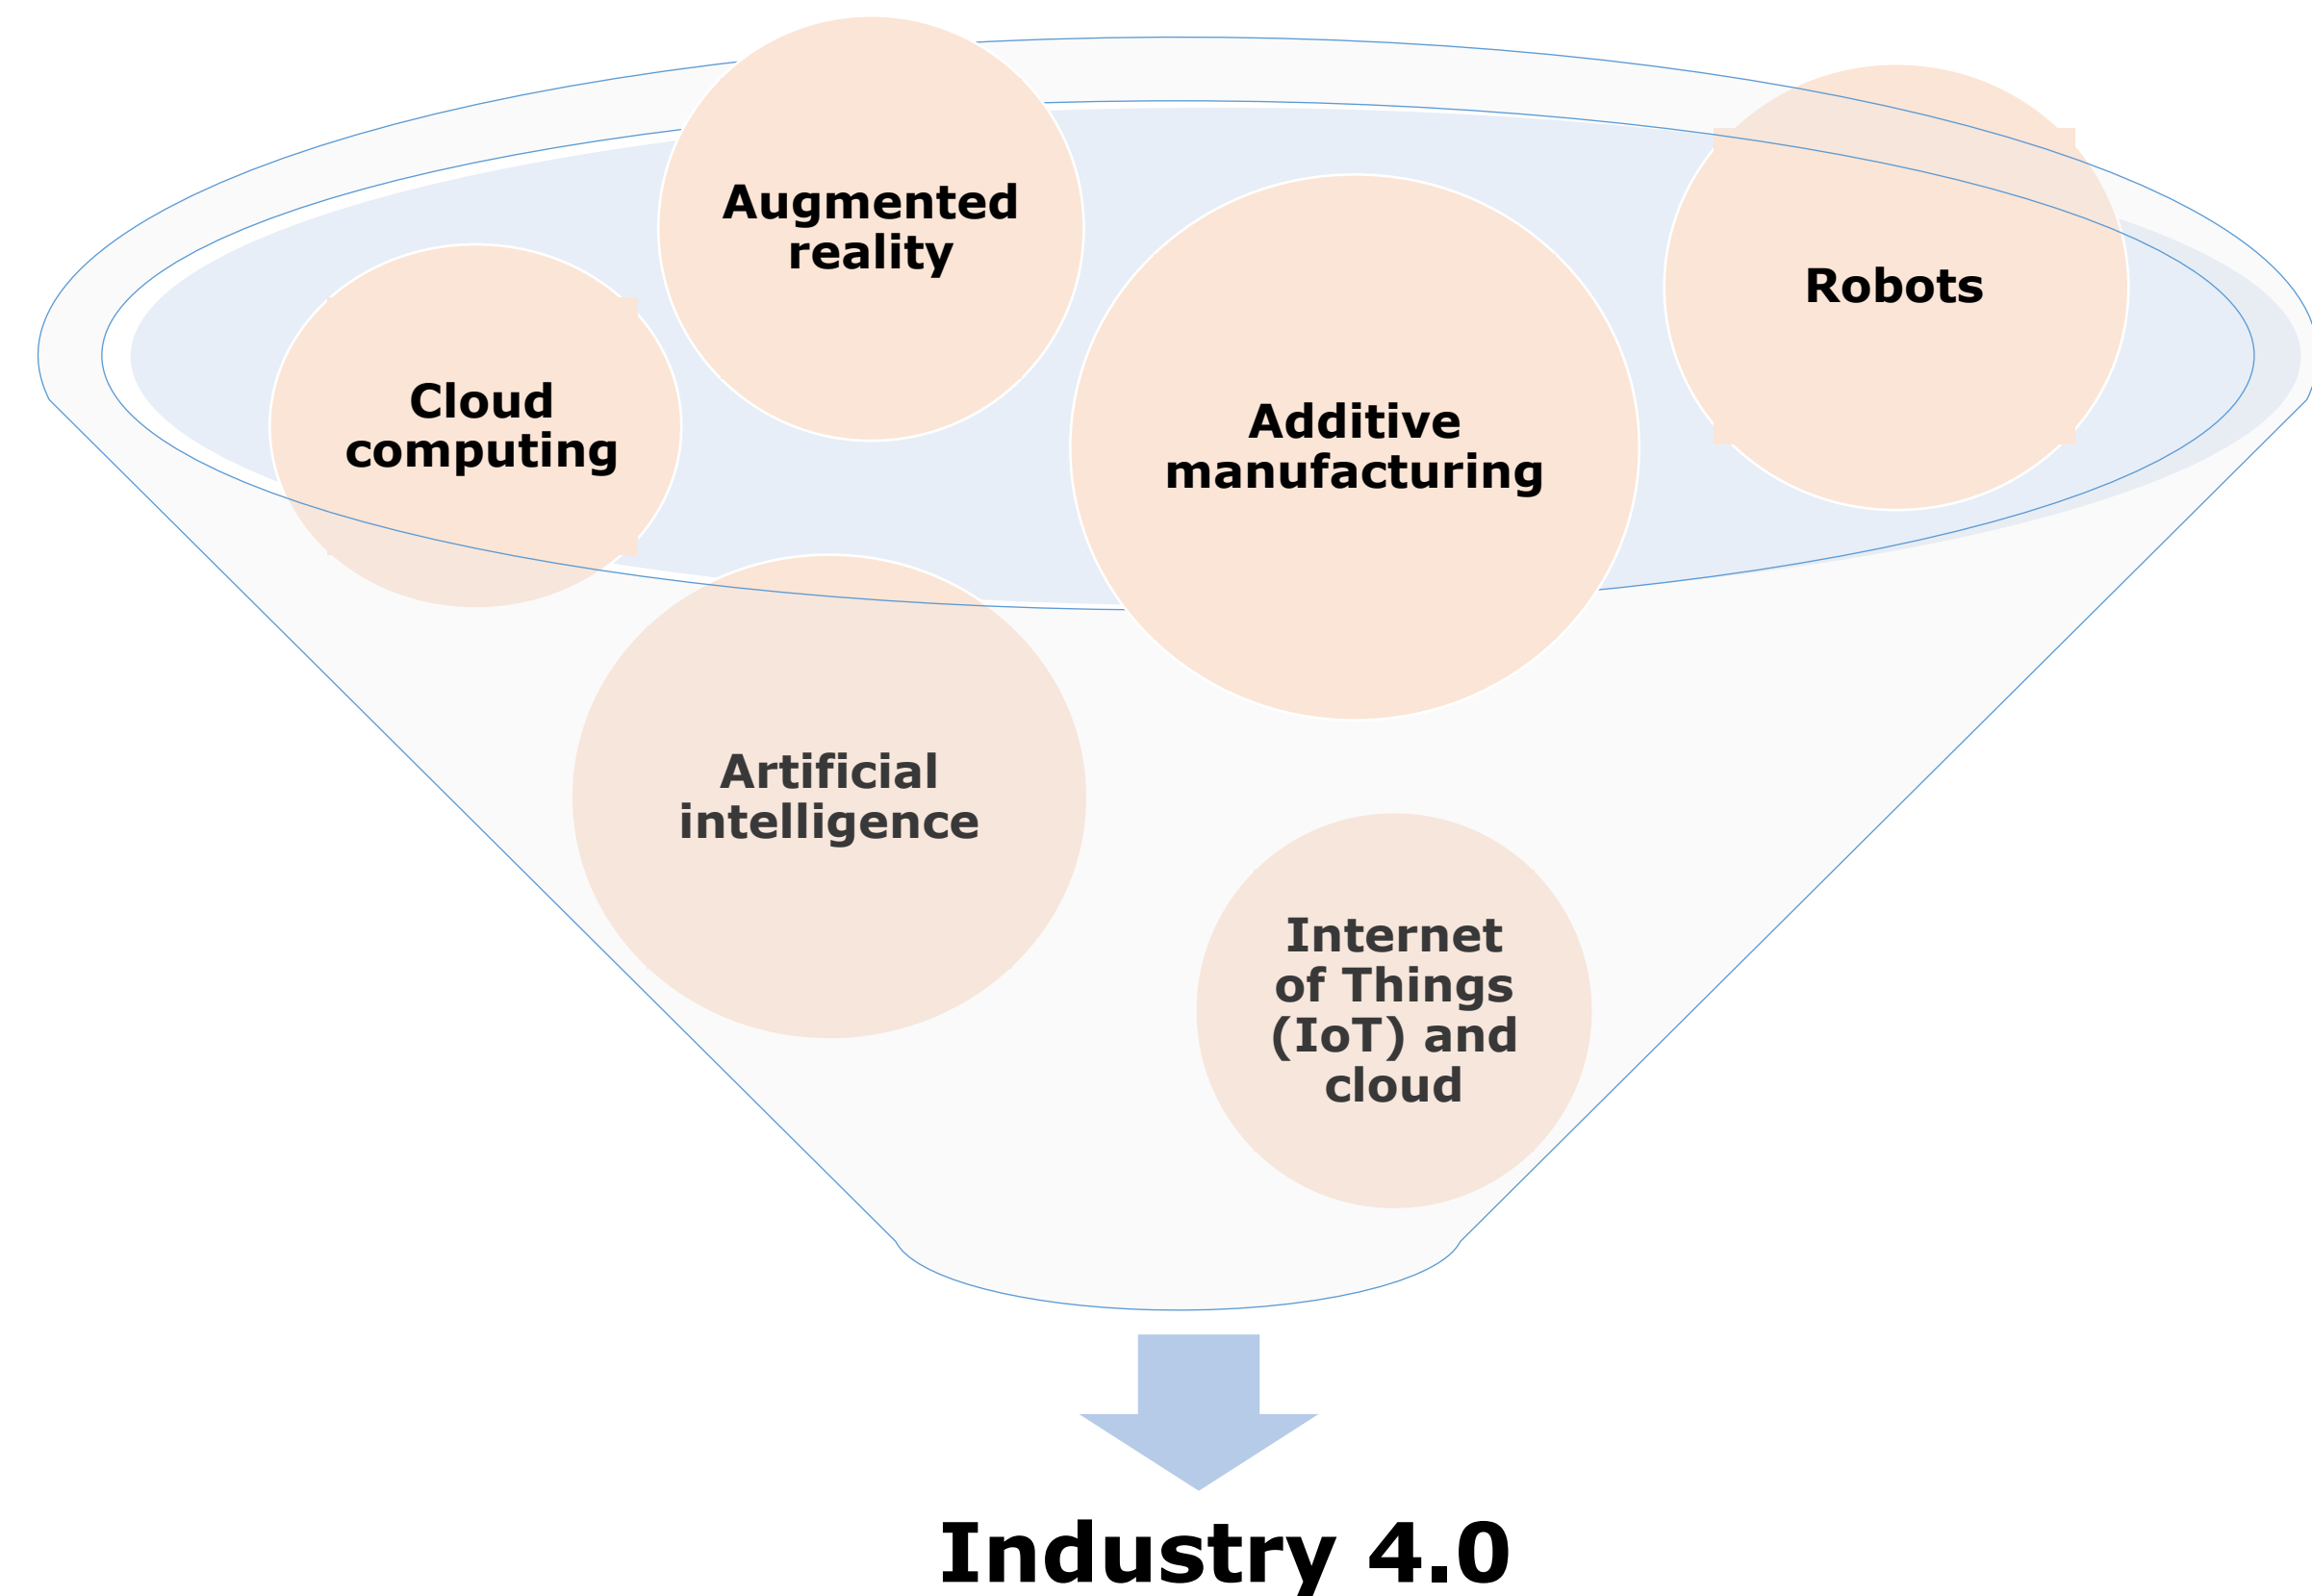 Augmented
reality
Robots
Cloud
computing
Additive
manufacturing
Artificial
intelligence
Internet
of Things
(IoT) and
cloud
Industry 4.0